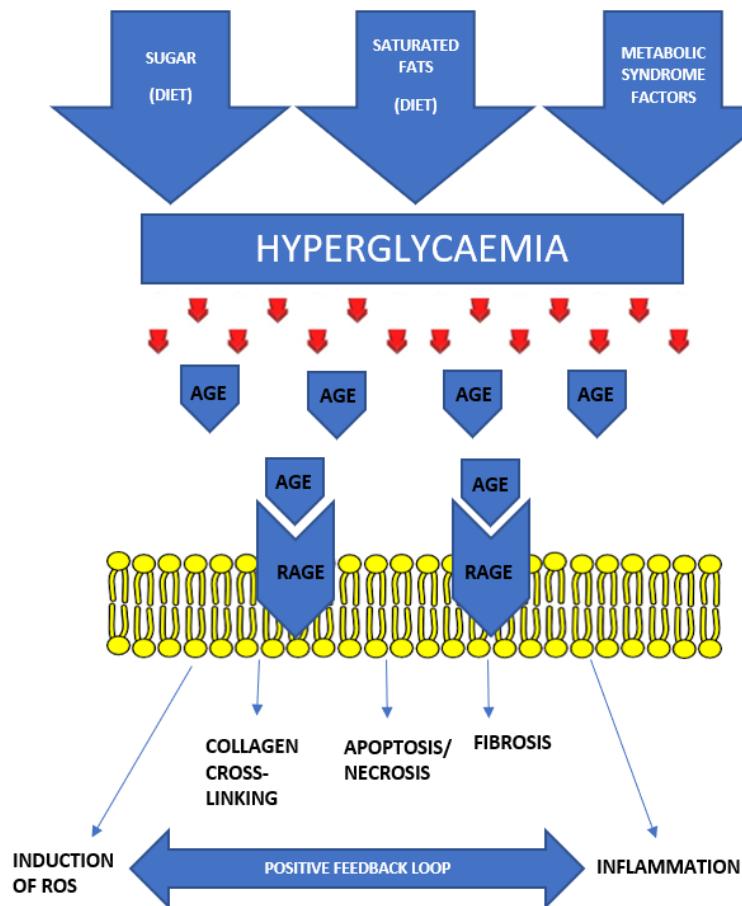 SUGAR
(DIET)
SATURATED
FATS
(DIET)
METABOLIC
SYNDROME
FACTORS
HYPERGLYCAEMIA
AGE
AGE
AGE
AGE
AGE
AGE
RAGE
RAGE
COLLAGEN
CROSS-
LINKING
APOPTOSIS/
NECROSIS
FIBROSIS
INDUCTION
OF ROS
POSITIVE FEEDBACK LOOP
INFLAMMATION